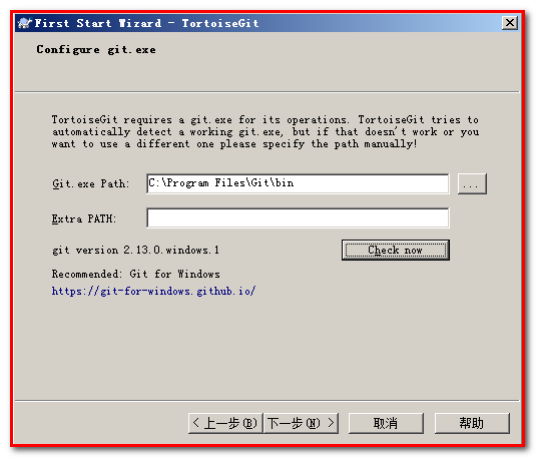 First Start Wizard - TortoiseGit
Configure git.exe
TortoiseGit requires a git.exe for its operations. TortoiseGit tries to
automatically detect a working git.exe, but if that doesn't work or you
want to use a different one please specify the path manually!
Git.exe Path: C:\Program Files\Git\bin ...
Extra PATH:
git version 2.13.0.windows.1 Check now
Recommended: Git for Windows
https://git-for-windows.github.io/
< 上一步(B) 下一步(N) > 取消 帮助